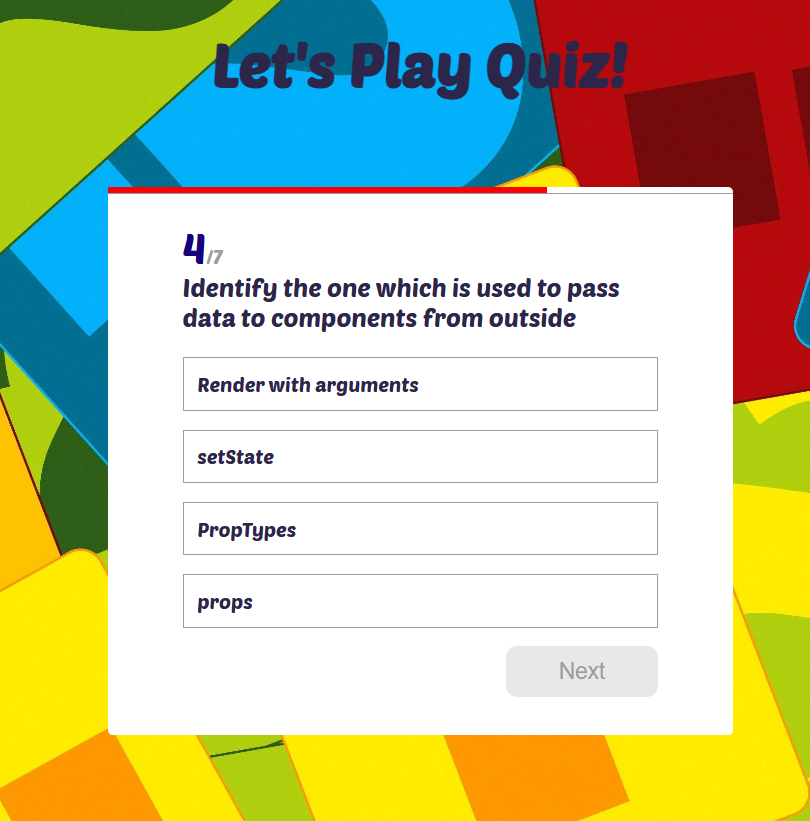 Let's Play Quiz!
4/7
Identify the one which is used to pass
data to components from outside
Render with arguments
setState
PropTypes
props
Next